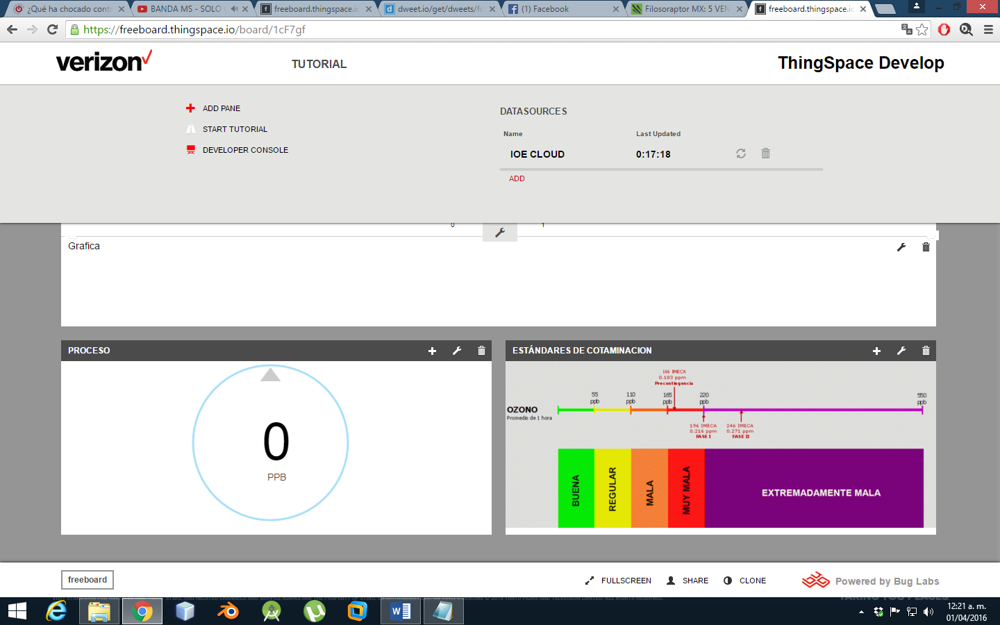 ¿Qué ha chocado cont
BANDA MS - SOLO
freeboard.thingspace.io
dweet.io/get/dweets/fo
(1) Facebook
Filosoraptor MX: 5 VEN
freeboard.thingspace.io
https://freeboard.thingspace.io/board/1cF7gf
verizon
TUTORIAL
ThingSpace Develop
ADD PANE
START TUTORIAL
DEVELOPER CONSOLE
DATASOURCES
Name
Last Updated
IOE CLOUD
0:17:18
ADD
0
1
Grafica
PROCESO
0
PPB
ESTÁNDARES DE COTAMINACION
166 IMECA
0.183 ppm
Precontingencia
55
ppb
110
ppb
165
ppb
220
ppb
550
ppb
OZONO
Promedio de 1 hora
196 IMECA
0.216 ppm
FASE I
246 IMECA
0.271 ppm
FASE II
BUENA
REGULAR
MALA
MUY MALA
EXTREMADAMENTE MALA
freeboard
FULLSCREEN
SHARE
CLONE
Powered by Bug Labs
12:21 a. m.
01/04/2016